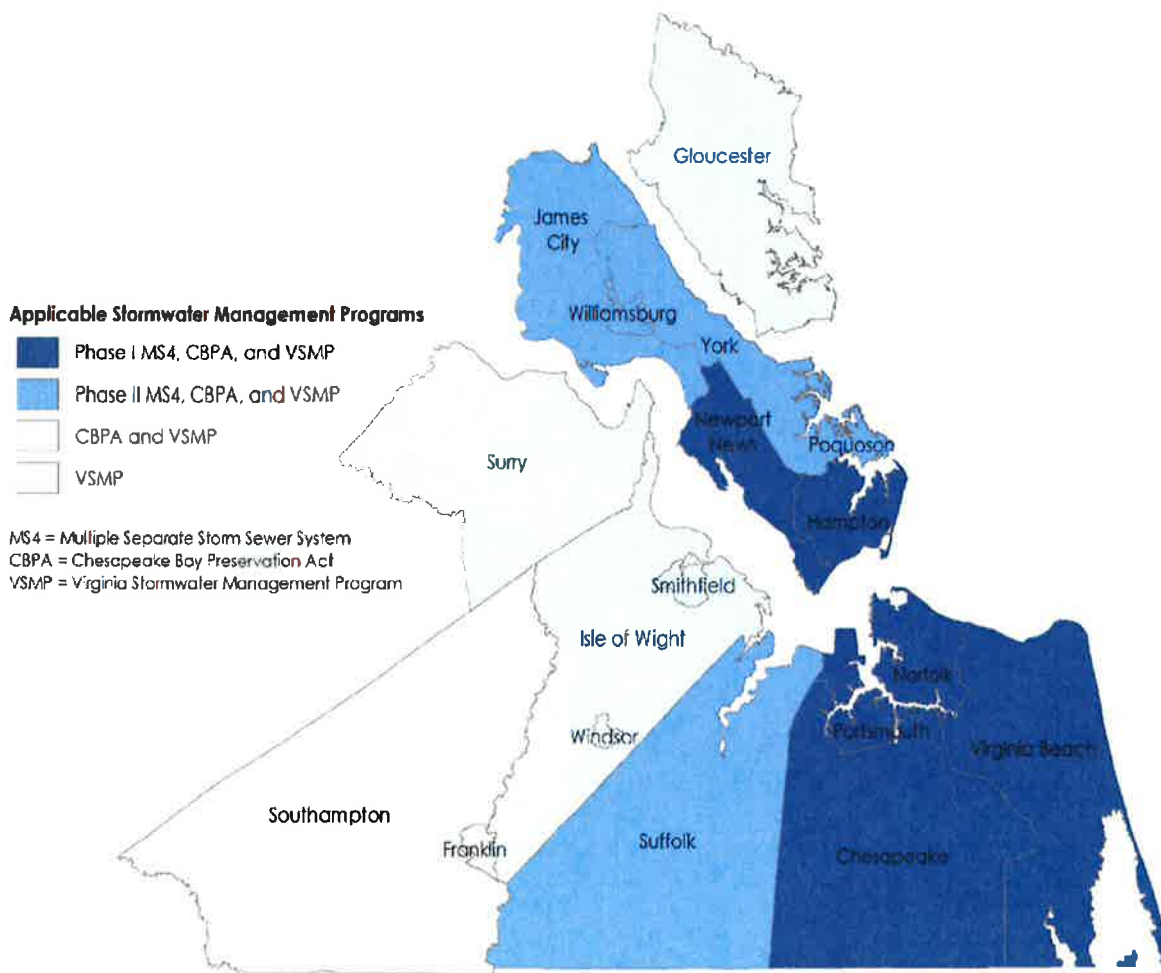 Gloucester
James
City
Williamsburg
York
Applicable Stormwater Management Programs
Phase I MS4, CBPA, and VSMP
Phase II MS4, CBPA, and VSMP
CBPA and VSMP
VSMP
MS4 = Multiple Separate Storm Sewer System
CBPA = Chesapeake Bay Preservation Act
VSMP = Virginia Stormwater Management Program
Newport
News
Poquoson
Surry
Hampton
Smithfield
Isle of Wight
Norfolk
Windsor
Portsmouth
Virginia Beach
Southampton
Franklin
Suffolk
Chesapeake